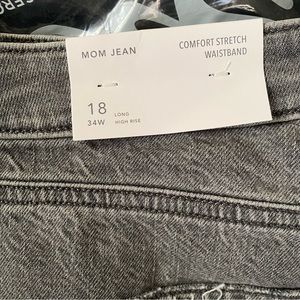 MOM JEAN
COMFORT STRETCH
WAISTBAND
18
34W
LONG
HIGH RISE